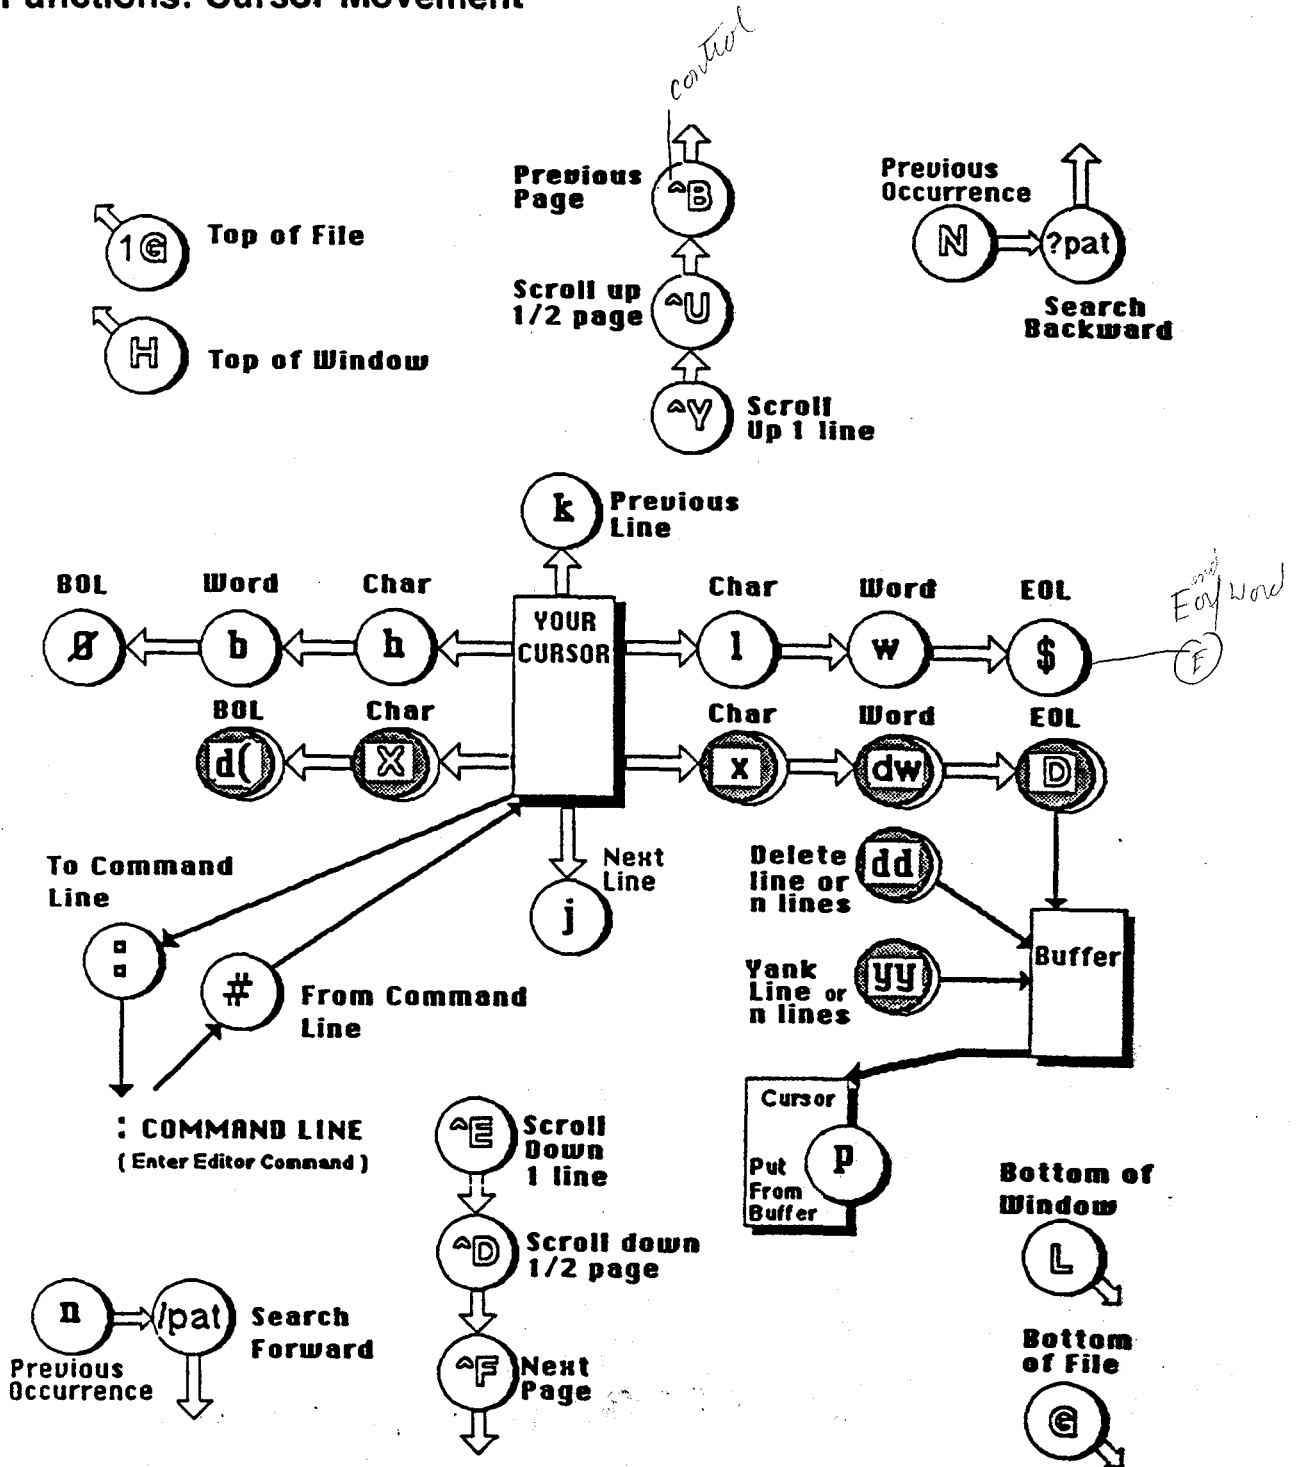 Functions: Cursor Movement
control
Previous
Page
^B
Previous
Occurrence
N
?pat
Search
Backward
1G
Top of File
Scroll up
1/2 page
^U
H
Top of Window
^Y
Scroll
Up 1 line
k
Previous
Line
BOL
Word
Char
Char
Word
EOL
end
Eof Word
E
0
b
h
YOUR
CURSOR
l
w
$
BOL
Char
Char
Word
EOL
d(
X
x
dw
D
To Command
Line
:
Next
Line
j
Delete
line or
n lines
dd
#
From Command
Line
Yank
Line or
n lines
yy
Buffer
: COMMAND LINE
( Enter Editor Command )
^E
Scroll
Down
1 line
Cursor
p
Put
From
Buffer
Bottom of
Window
L
^D
Scroll down
1/2 page
n
/pat
Search
Forward
Previous
Occurrence
^F
Next
Page
Bottom
of File
G